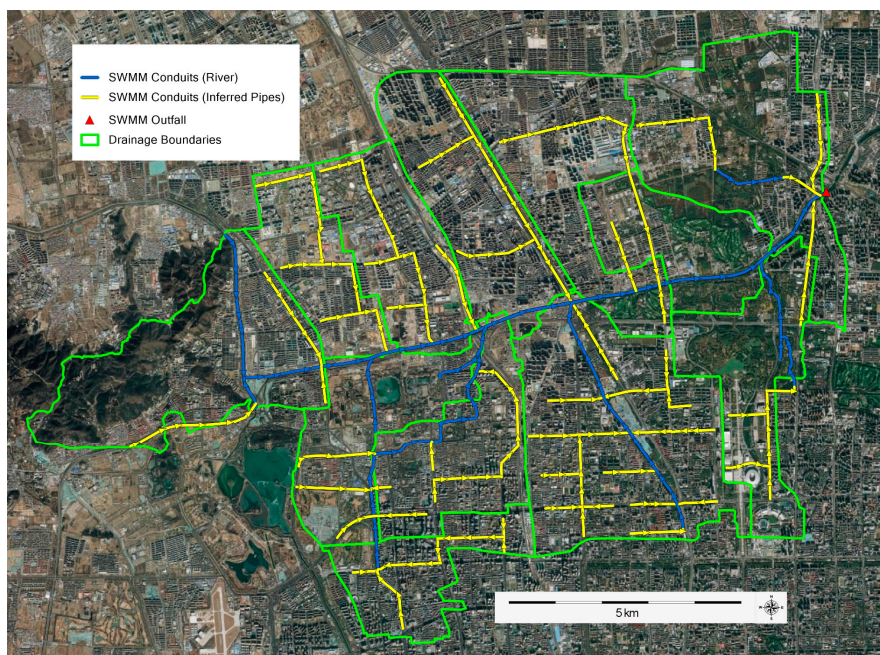 SWMM Conduits (River)
SWMM Conduits (Inferred Pipes)
SWMM Outfall
Drainage Boundaries
5 km